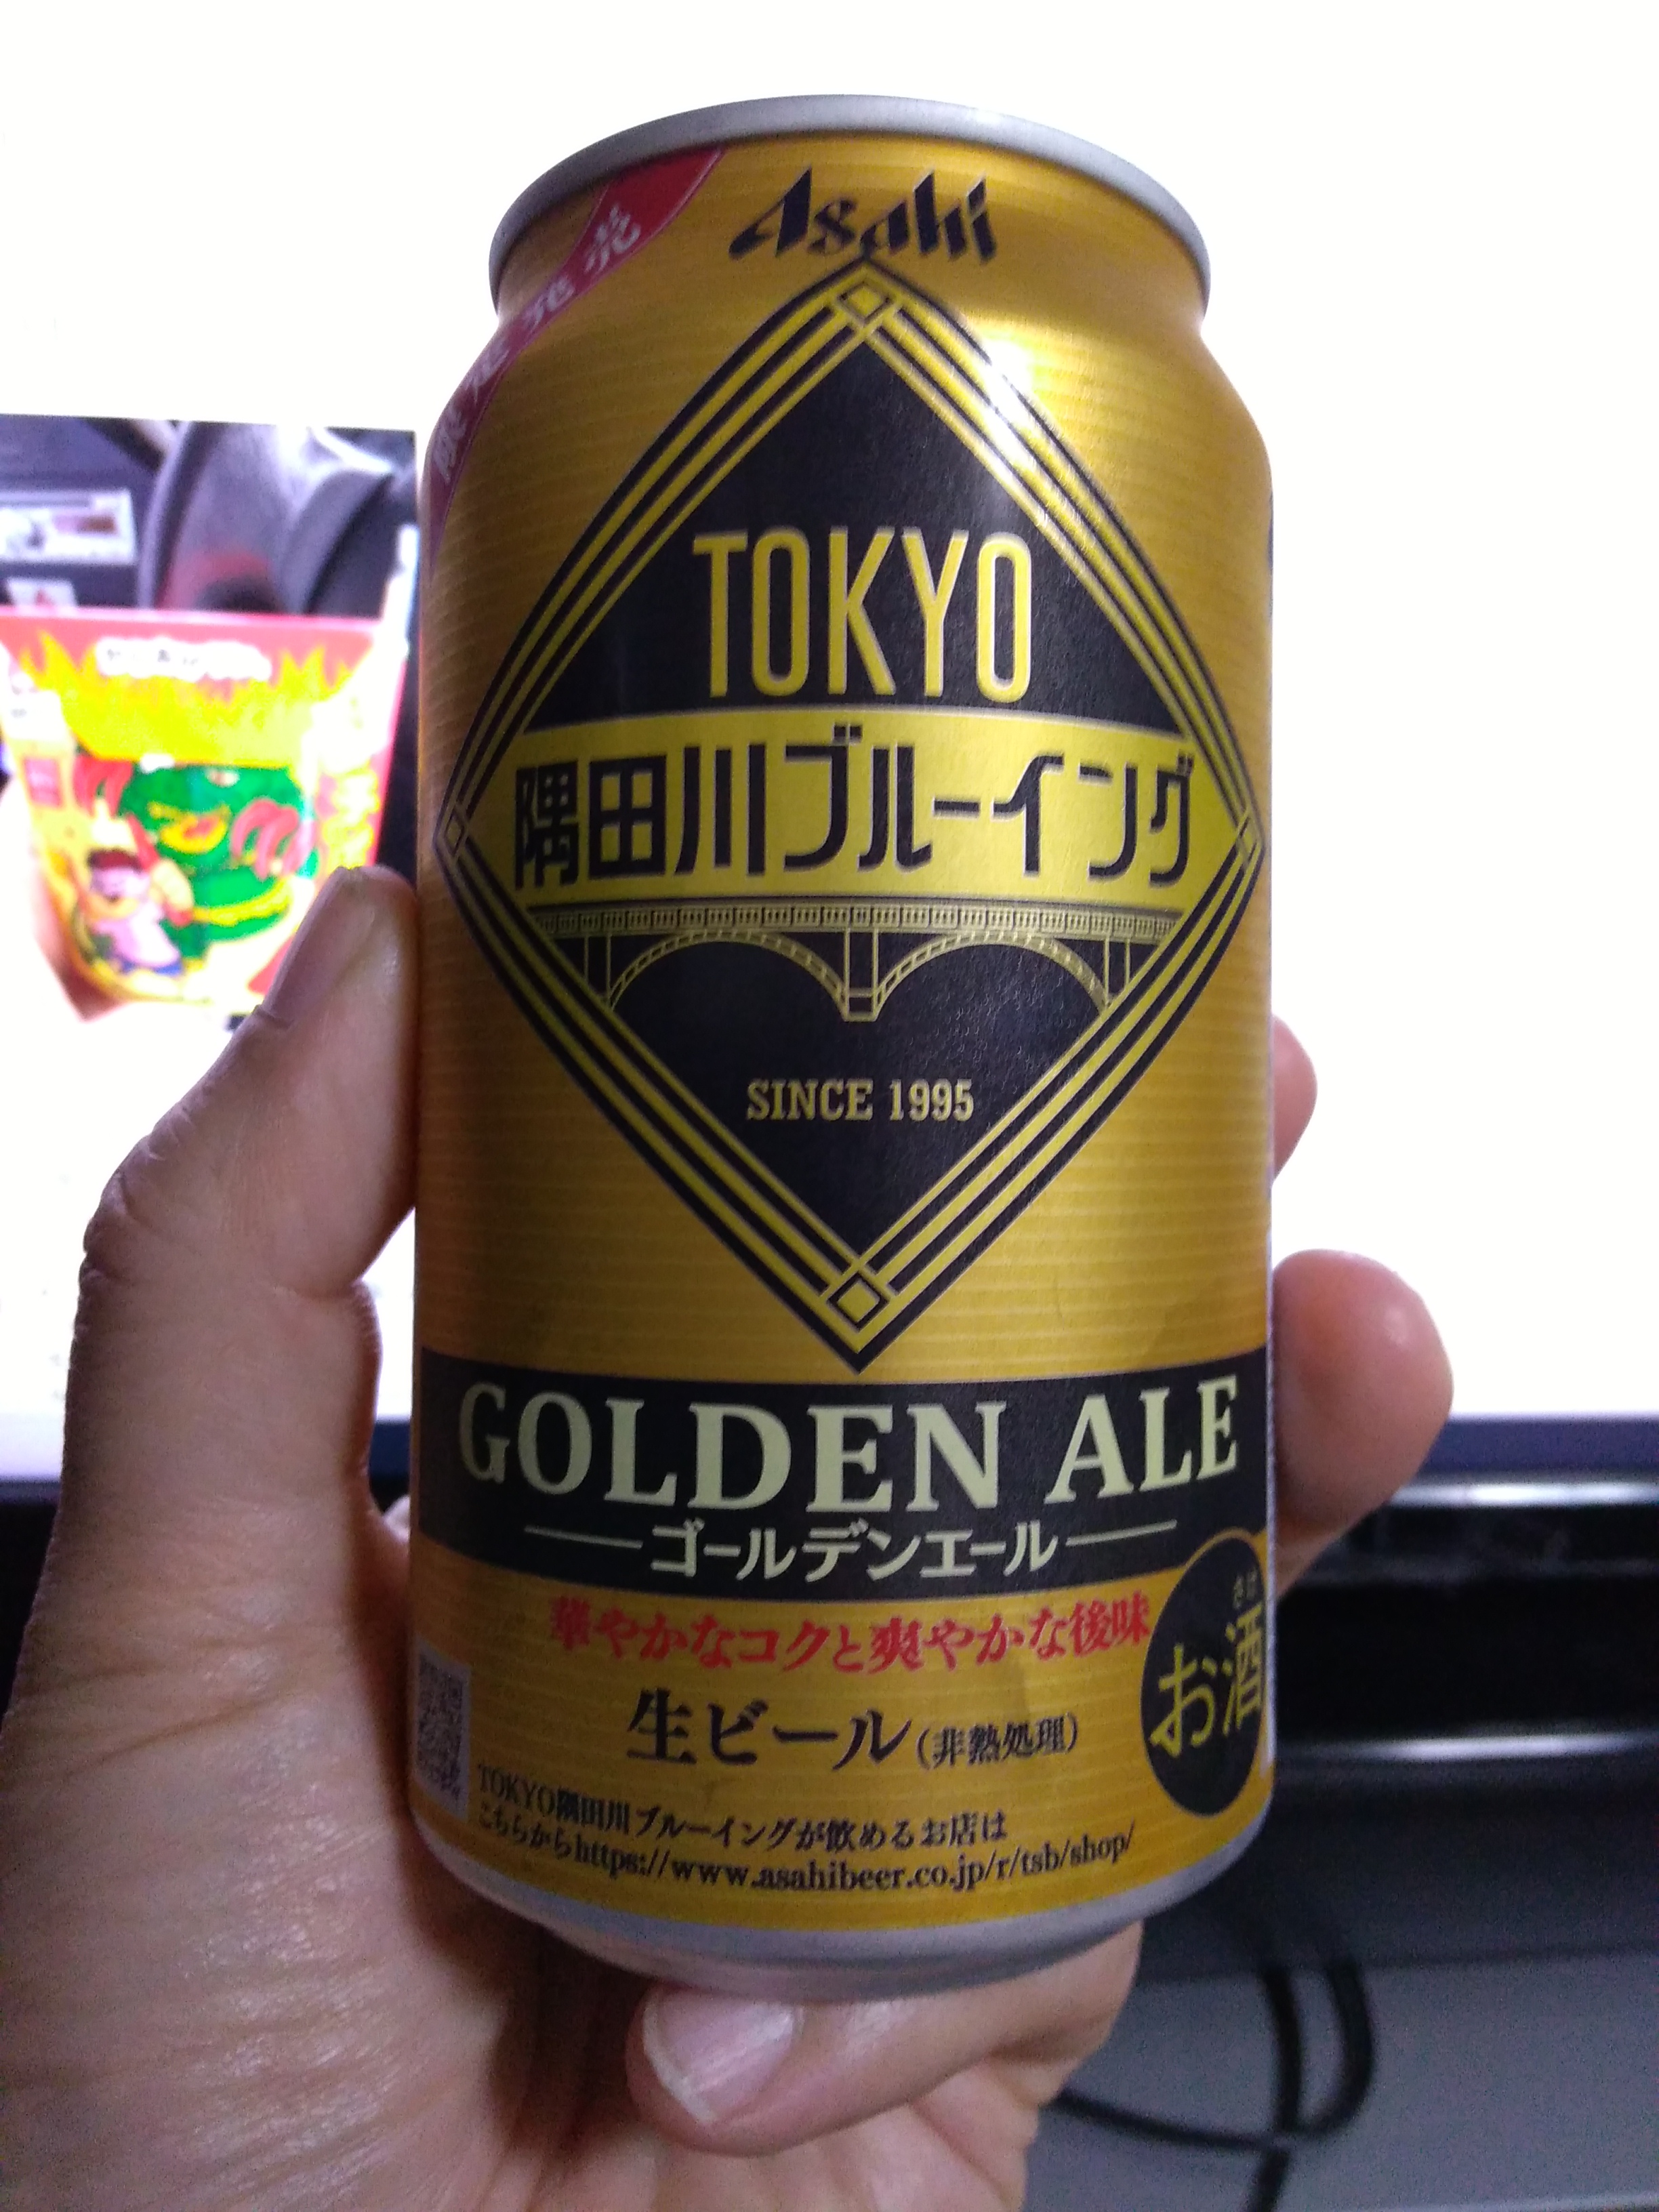 Asahi
限定発売
TOKYO
隅田川ブルーイング
SINCE 1995
GOLDEN ALE
ゴールデンエール
華やかなコクと爽やかな後味
さけ
お酒
生ビール(非熱処理)
TOKYO隅田川ブルーイングが飲めるお店は
こちらからhttps://www.asahibeer.co.jp/r/tsb/shop/